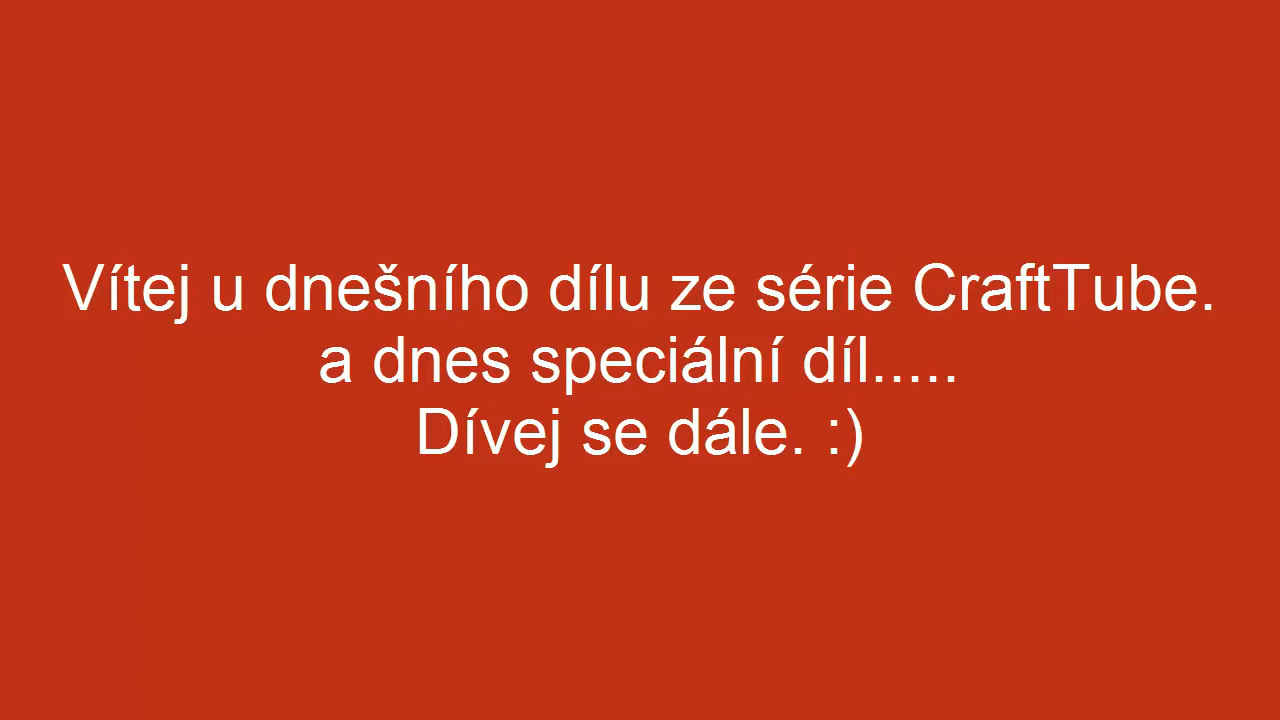 Vítej u dnešního dílu ze série CraftTube.
a dnes speciální díl.....
Dívej se dále. :)